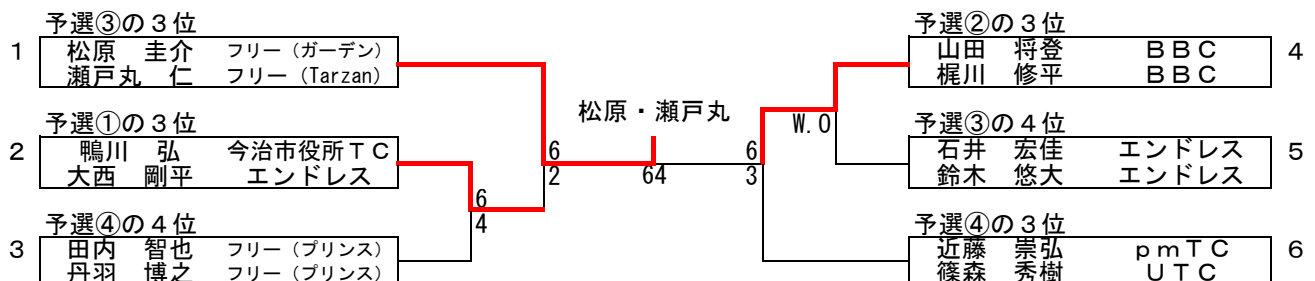 予選③の３位
1
松原 圭介 フリー（ガーデン）
瀬戸丸 仁 フリー（Tarzan）
予選①の３位
2
鴨川 弘 今治市役所ＴＣ
大西 剛平 エンドレス
予選④の４位
3
田内 智也 フリー（プリンス）
丹羽 博之 フリー（プリンス）
6
4
6
2
松原・瀬戸丸
64
6
3
W.O
予選②の３位
山田 将登 ＢＢＣ
梶川 修平 ＢＢＣ
4
予選③の４位
石井 宏佳 エンドレス
鈴木 悠大 エンドレス
5
予選④の３位
近藤 崇弘 ｐｍＴＣ
篠森 秀樹 ＵＴＣ
6